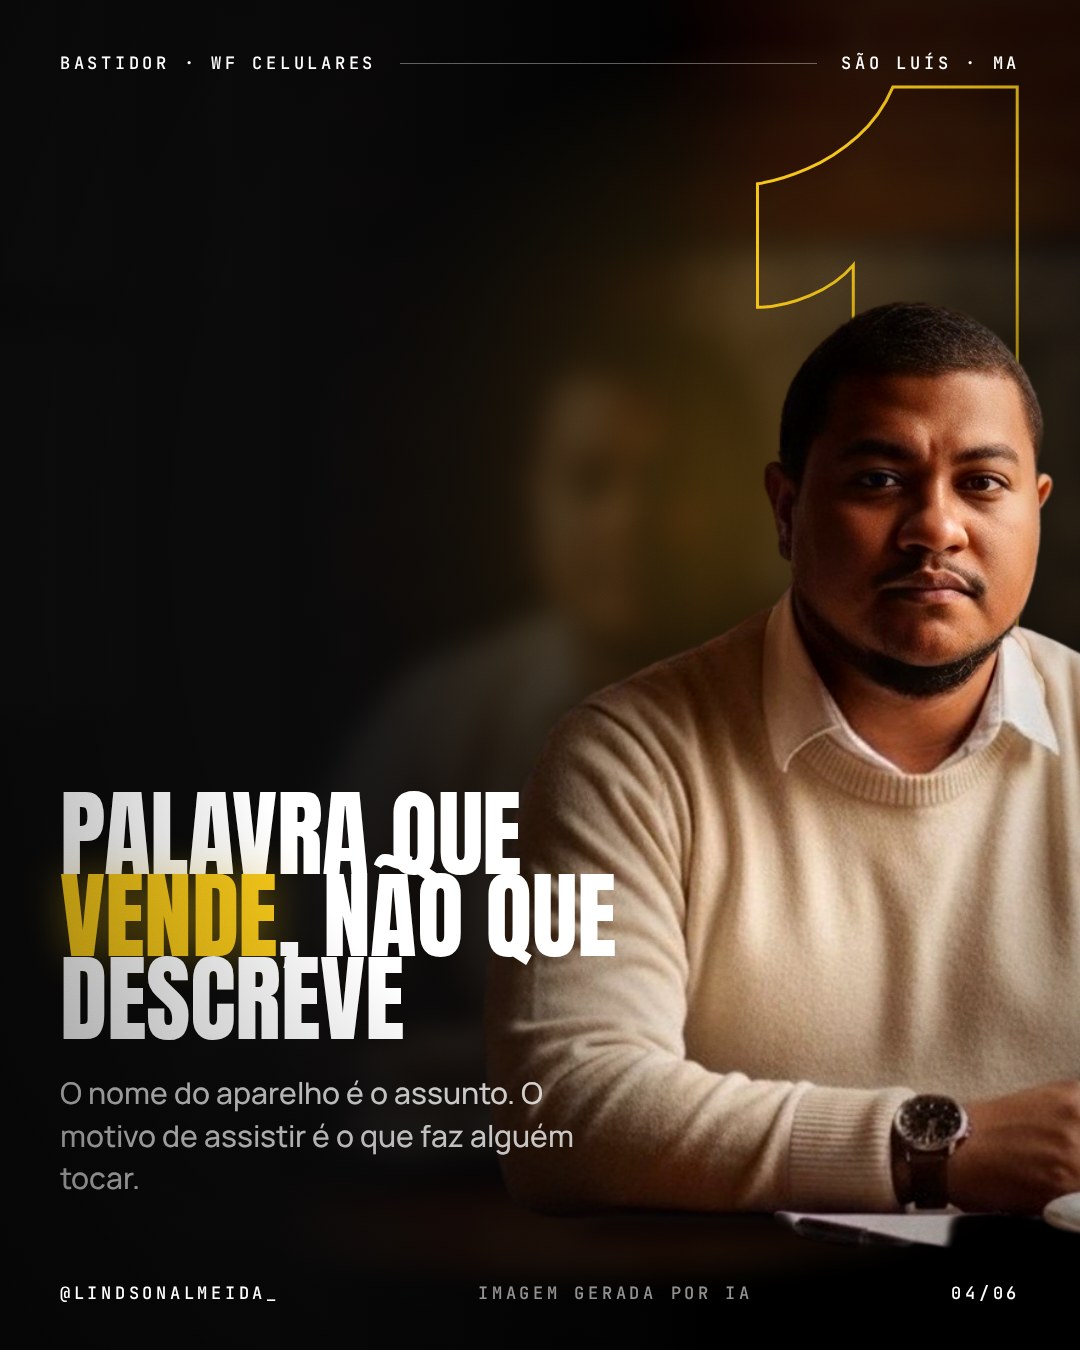 BASTIDOR · WF CELULARES
SÃO LUÍS · MA
1
PALAVRA QUE
VENDE, NÃO QUE
DESCREVE
O nome do aparelho é o assunto. O
motivo de assistir é o que faz alguém
tocar.
@LINDSONALMEIDA_
IMAGEM GERADA POR IA
04/06